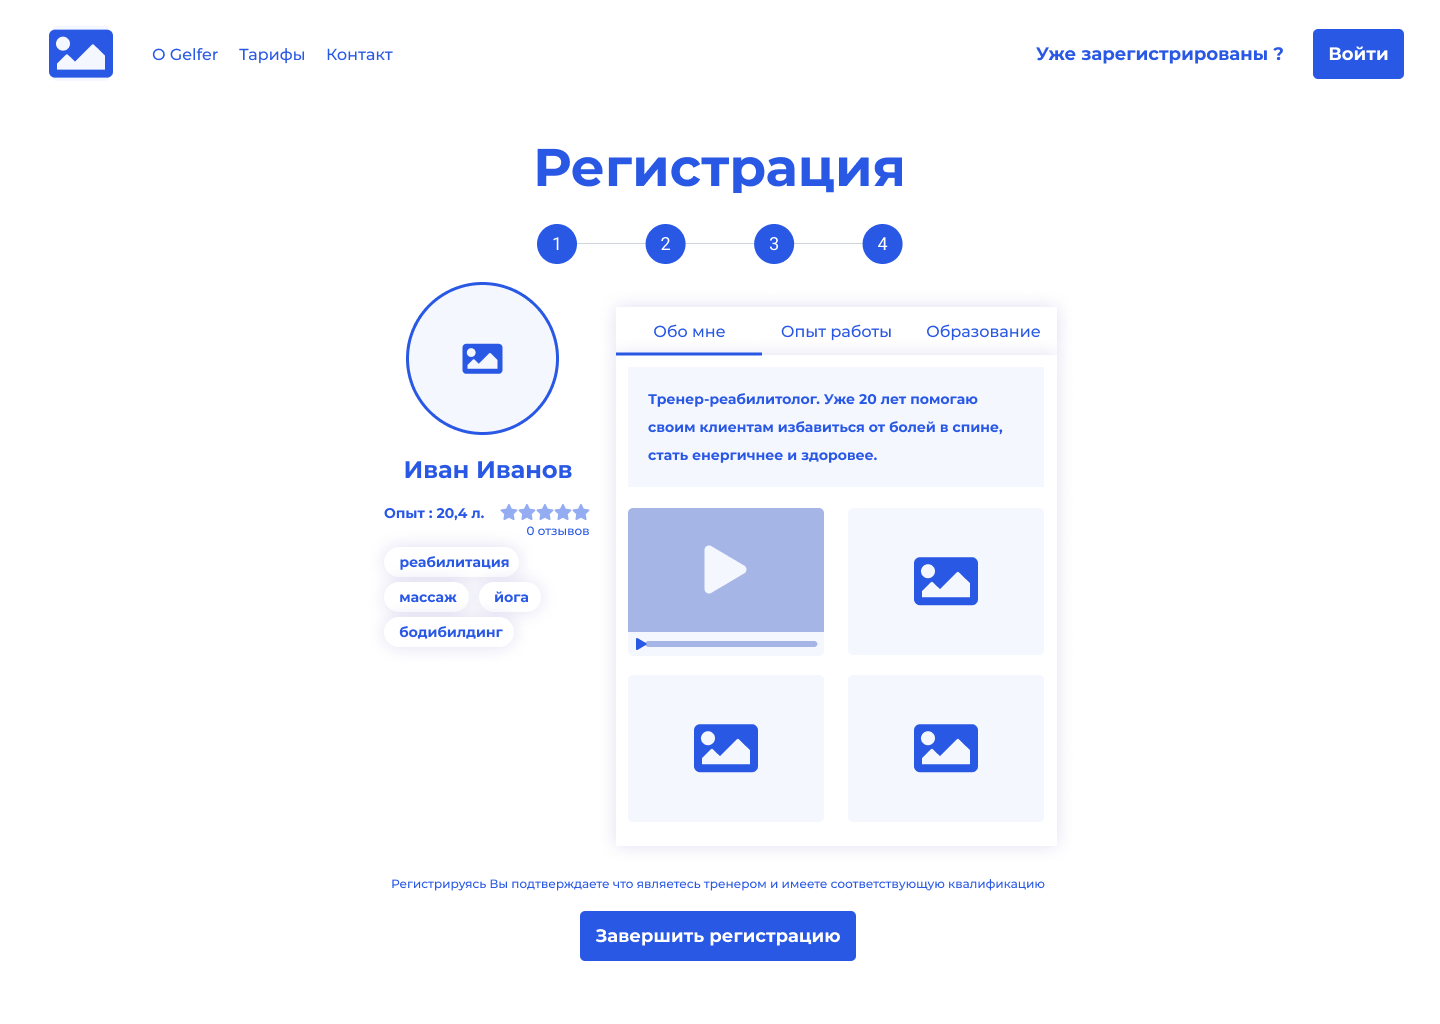 О Gelfer Тарифы Контакт
Уже зарегистрированы ? Войти
Регистрация
1 2 3 4
Иван Иванов
Опыт : 20,4 л.
0 отзывов
реабилитация
массаж йога
бодибилдинг
Обо мне Опыт работы Образование
Тренер-реабилитолог. Уже 20 лет помогаю
своим клиентам избавиться от болей в спине,
стать енергичнее и здоровее.
Регистрируясь Вы подтверждаете что являетесь тренером и имеете соответствующую квалификацию
Завершить регистрацию